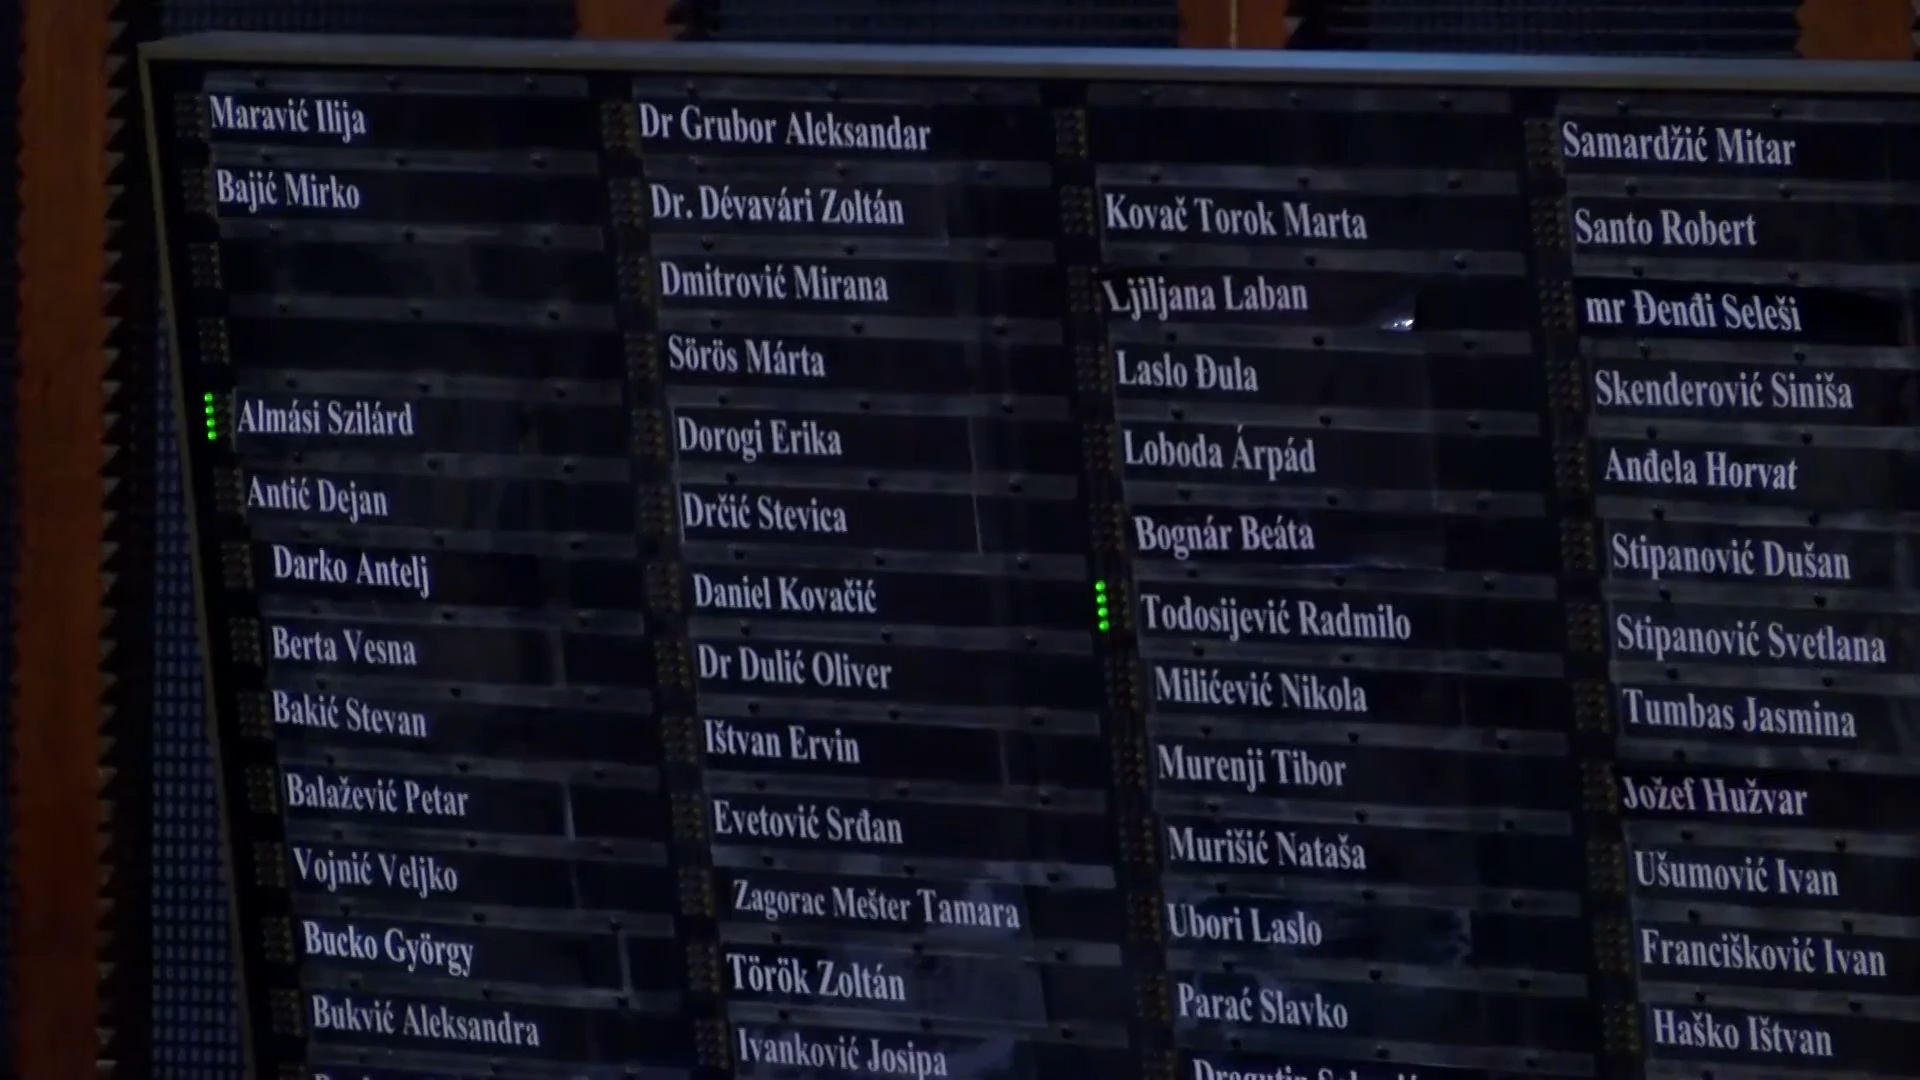 Maravić Ilija
Bajić Mirko
Almási Szilárd
Antić Dejan
Darko Antelj
Berta Vesna
Bakić Stevan
Balažević Petar
Vojnić Veljko
Bucko György
Bukvić Aleksandra
Dr Grubor Aleksandar
Dr. Dévavári Zoltán
Dmitrović Mirana
Sörös Márta
Dorogi Erika
Drčić Stevica
Daniel Kovačić
Dr Dulić Oliver
Ištvan Ervin
Evetović Srđan
Zagorac Mešter Tamara
Török Zoltán
Ivanković Josipa
Kovač Torok Marta
Ljiljana Laban
Laslo Đula
Loboda Árpád
Bognár Beáta
Todosijević Radmilo
Milićević Nikola
Murenji Tibor
Murišić Nataša
Ubori Laslo
Parać Slavko
Samardžić Mitar
Santo Robert
mr Đenđi Seleši
Skenderović Siniša
Anđela Horvat
Stipanović Dušan
Stipanović Svetlana
Tumbas Jasmina
Jožef Hužvar
Ušumović Ivan
Francišković Ivan
Haško Ištvan